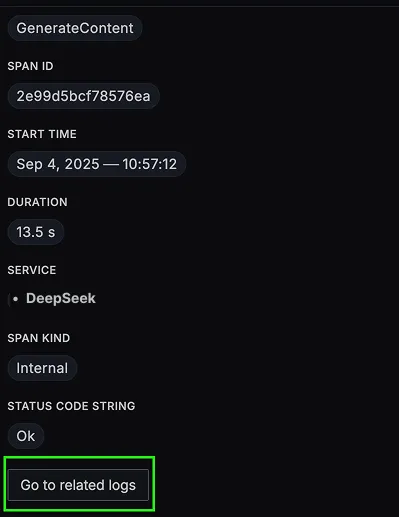 GenerateContent
SPAN ID
2e99d5bcf78576ea
START TIME
Sep 4, 2025 — 10:57:12
DURATION
13.5 s
SERVICE
• DeepSeek
SPAN KIND
Internal
STATUS CODE STRING
Ok
Go to related logs